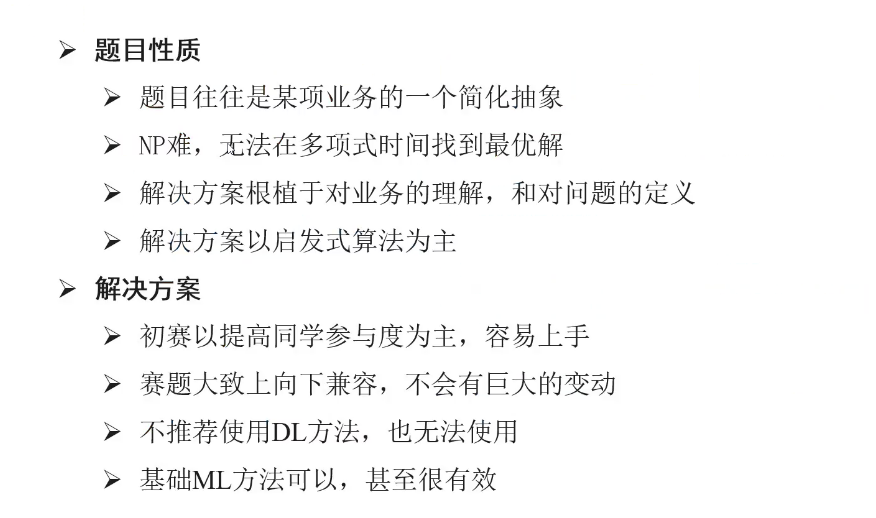 题目性质
题目往往是某项业务的一个简化抽象
NP难，无法在多项式时间找到最优解
解决方案根植于对业务的理解，和对问题的定义
解决方案以启发式算法为主
解决方案
初赛以提高同学参与度为主，容易上手
赛题大致上向下兼容，不会有巨大的变动
不推荐使用DL方法，也无法使用
基础ML方法可以，甚至很有效